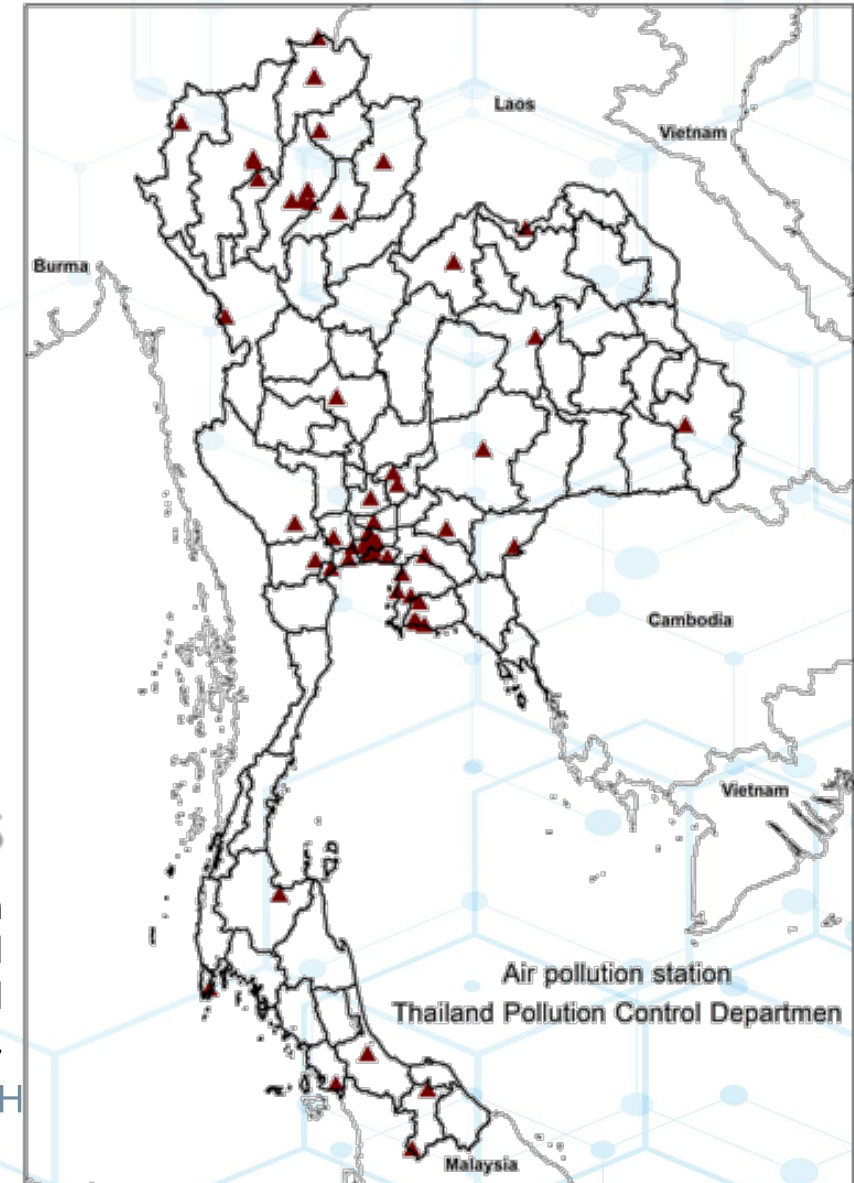 Laos
Vietnam
Burma
Cambodia
Vietnam
Air pollution station
Thailand Pollution Control Departmen
H
Malaysia